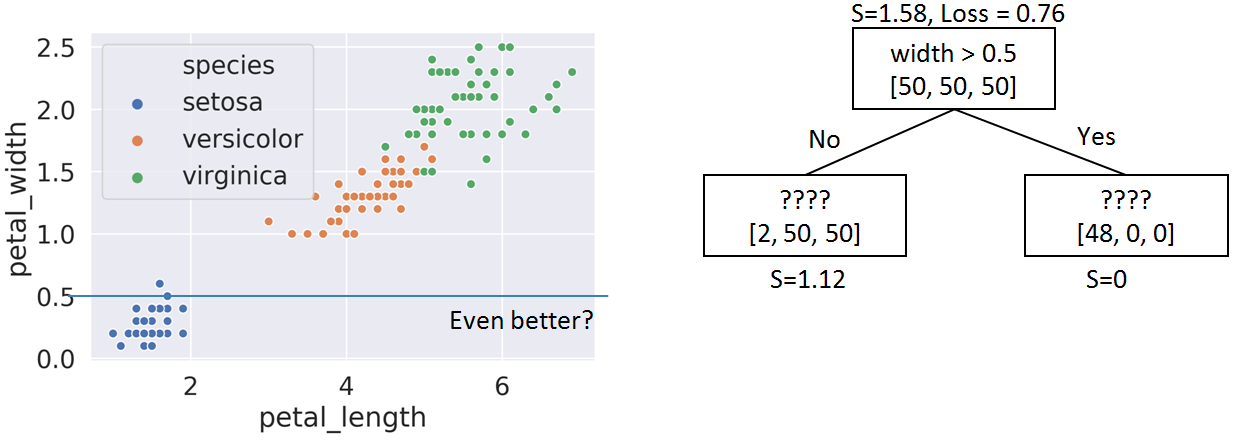 2.5
2.0
1.5
1.0
0.5
0.0
petal_width
species
setosa
versicolor
virginica
Even better?
2
4
6
petal_length
S=1.58, Loss = 0.76
width > 0.5
[50, 50, 50]
No
Yes
????
[2, 50, 50]
S=1.12
????
[48, 0, 0]
S=0